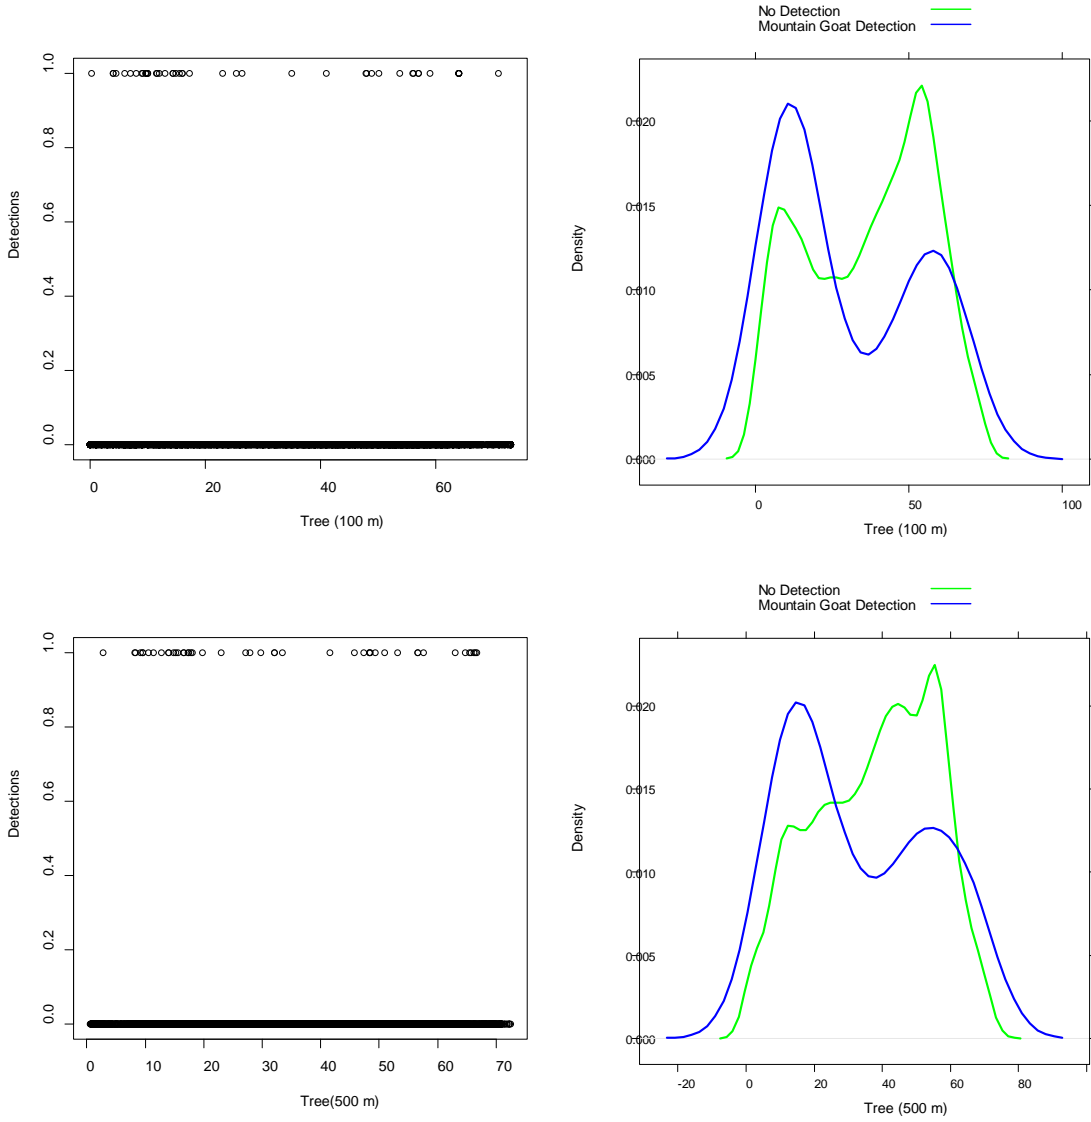 No Detection
Mountain Goat Detection
1.0
0.8
0.6
0.4
0.2
0.0
Detections
0 20 40 60
Tree (100 m)
0.020
0.015
0.010
0.005
0.000
Density
0 50 100
Tree (100 m)
No Detection
Mountain Goat Detection
1.0
0.8
0.6
0.4
0.2
0.0
Detections
0 10 20 30 40 50 60 70
Tree(500 m)
0.020
0.015
0.010
0.005
0.000
Density
-20 0 20 40 60 80
Tree (500 m)